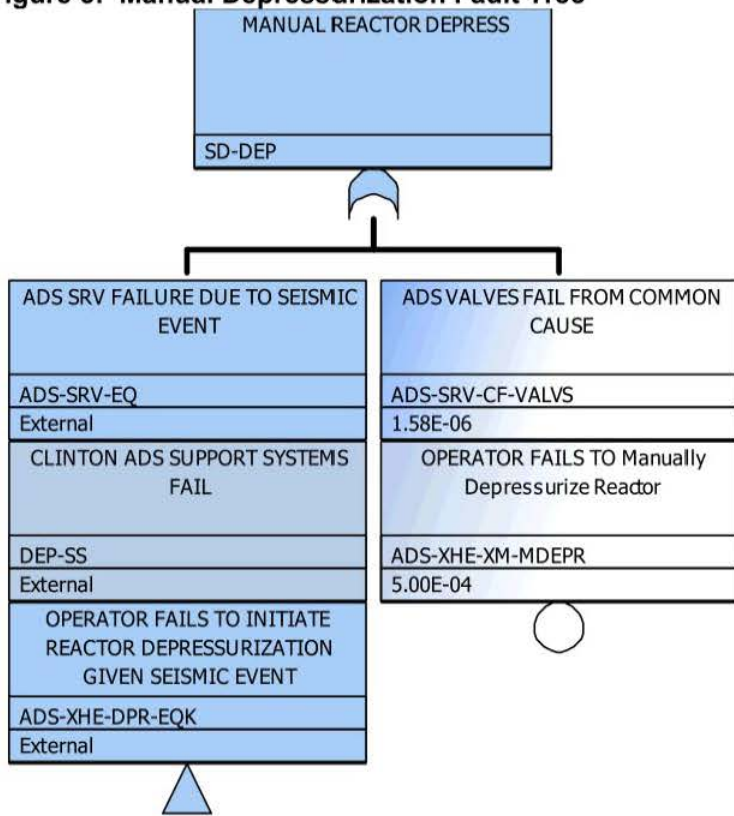 MANUAL REACTOR DEPRESS
SD-DEP
ADS SRV FAILURE DUE TO SEISMIC
EVENT
ADS-SRV-EQ
External
CLINTON ADS SUPPORT SYSTEMS
FAIL
DEP-SS
External
OPERATOR FAILS TO INITIATE
REACTOR DEPRESSURIZATION
GIVEN SEISMIC EVENT
ADS-XHE-DPR-EQK
External
ADS VALVES FAIL FROM COMMON
CAUSE
ADS-SRV-CF-VALVS
1.58E-06
OPERATOR FAILS TO Manually
Depressurize Reactor
ADS-XHE-XM-MDEPR
5.00E-04